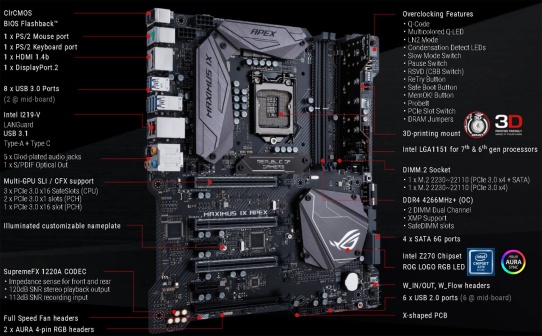 ClrCMOS
BIOS Flashback™
1 x PS/2 Mouse port
1 x PS/2 Keyboard port
1 x HDMI 1.4b
1 x DisplayPort.2
8 x USB 3.0 Ports
(2 @ mid-board)
Intel I219-V
LANGuard
USB 3.1
Type-A + Type C
5 x Glod-plated audio jacks
1 x S/PDIF Optical Out
Multi-GPU SLI / CFX support
3 x PCIe 3.0 x16 SafeSlots (CPU)
2 x PCIe 3.0 x1 slots (PCH)
1 x PCIe 3.0 x16 slot (PCH)
Illuminated customizable nameplate
SupremeFX 1220A CODEC
• Impedance sense for front and rear
• 120dB SNR stereo playback output
• 113dB SNR recording input
Full Speed Fan headers
2 x AURA 4-pin RGB headers
APEX
MAXIMUS IX
REPUBLIC OF
GAMERS
MAXIMUS IX APEX
Overclocking Features
• Q-Code
• Multicolored Q-LED
• LN2 Mode
• Condensation Detect LEDs
• Slow Mode Switch
• Pause Switch
• RSVD (CBB Switch)
• ReTry Button
• Safe Boot Button
• MemOK! Button
• Probelt
• PCIe Slot Switch
• DRAM Jumpers
3D-printing mount
3D
Intel LGA1151 for 7th & 6th gen processors
DIMM.2 Socket
• 1 x M.2 2230~22110 (PCIe 3.0 x4 + SATA)
• 1 x M.2 2230~22110 (PCIe 3.0 x4)
DDR4 4266MHz+ (OC)
• 2 DIMM Dual Channel
• XMP Support
• SafeDIMM slots
4 x SATA 6G ports
Intel Z270 Chipset
ROG LOGO RGB LED
CHIPSET
AURA
SYNC
W_IN/OUT, W_Flow headers
6 x USB 2.0 ports (6 @ mid-board)
X-shaped PCB